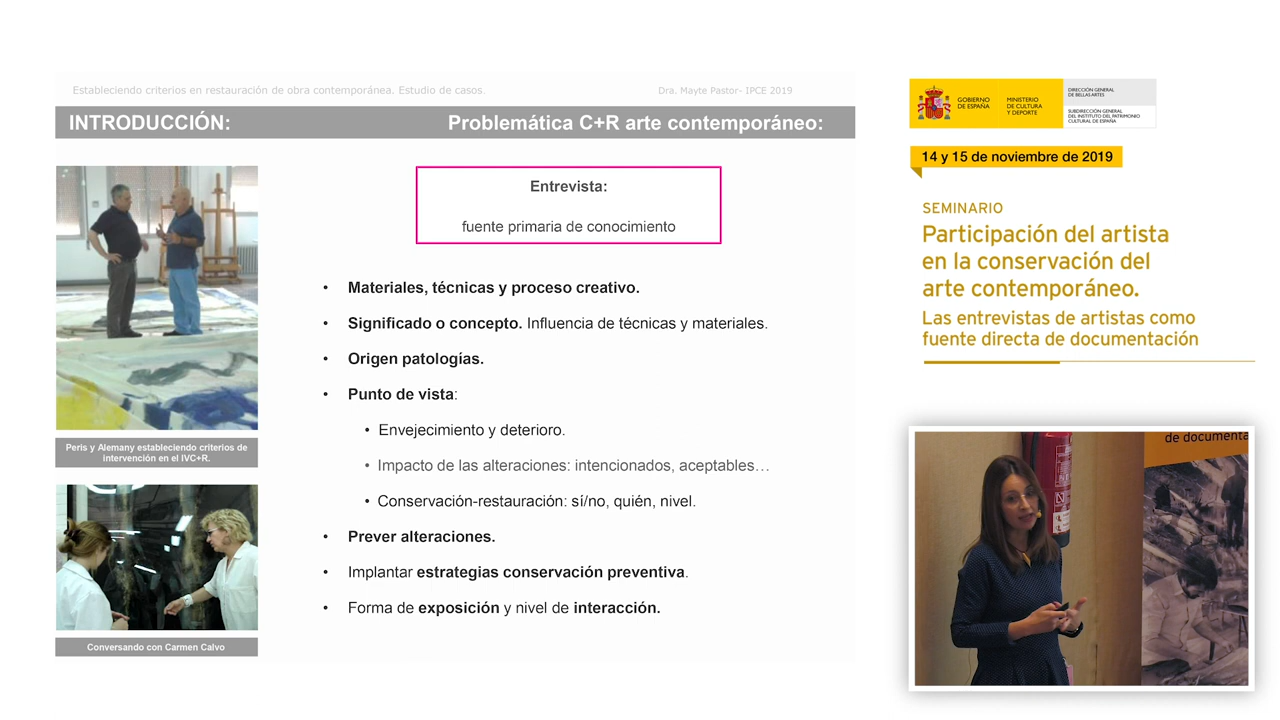 Estableciendo criterios en restauración de obra contemporánea. Estudio de casos.
Dra. Mayte Pastor- IPCE 2019
INTRODUCCIÓN:
Problemática C+R arte contemporáneo:
Entrevista:
fuente primaria de conocimiento
• Materiales, técnicas y proceso creativo.
• Significado o concepto. Influencia de técnicas y materiales.
• Origen patologías.
• Punto de vista:
• Envejecimiento y deterioro.
• Impacto de las alteraciones: intencionados, aceptables…
• Conservación-restauración: sí/no, quién, nivel.
• Prever alteraciones.
• Implantar estrategias conservación preventiva.
• Forma de exposición y nivel de interacción.
Peris y Alemany estableciendo criterios de
intervención en el IVC+R.
Conversando con Carmen Calvo
GOBIERNO
DE ESPAÑA
MINISTERIO
DE CULTURA
Y DEPORTE
DIRECCIÓN GENERAL
DE BELLAS ARTES
SUBDIRECCIÓN GENERAL
DEL INSTITUTO DEL PATRIMONIO
CULTURAL DE ESPAÑA
14 y 15 de noviembre de 2019
SEMINARIO
Participación del artista
en la conservación del
arte contemporáneo.
Las entrevistas de artistas como
fuente directa de documentación
de documenta